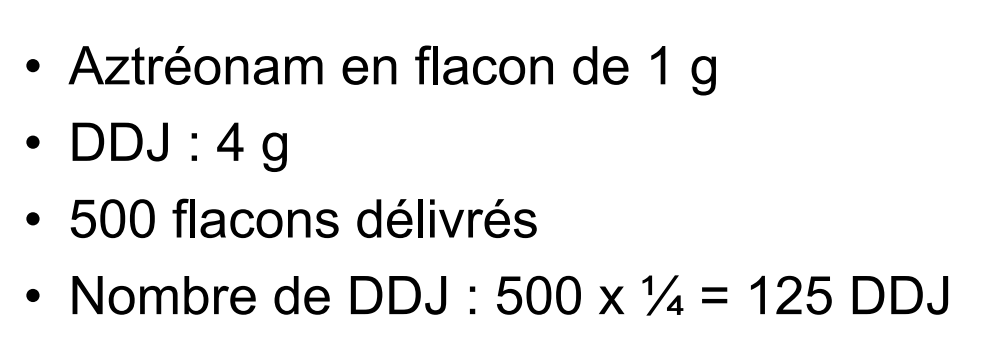 • Aztréonam en flacon de 1 g
• DDJ : 4 g
• 500 flacons délivrés
• Nombre de DDJ : 500 x ¼ = 125 DDJ